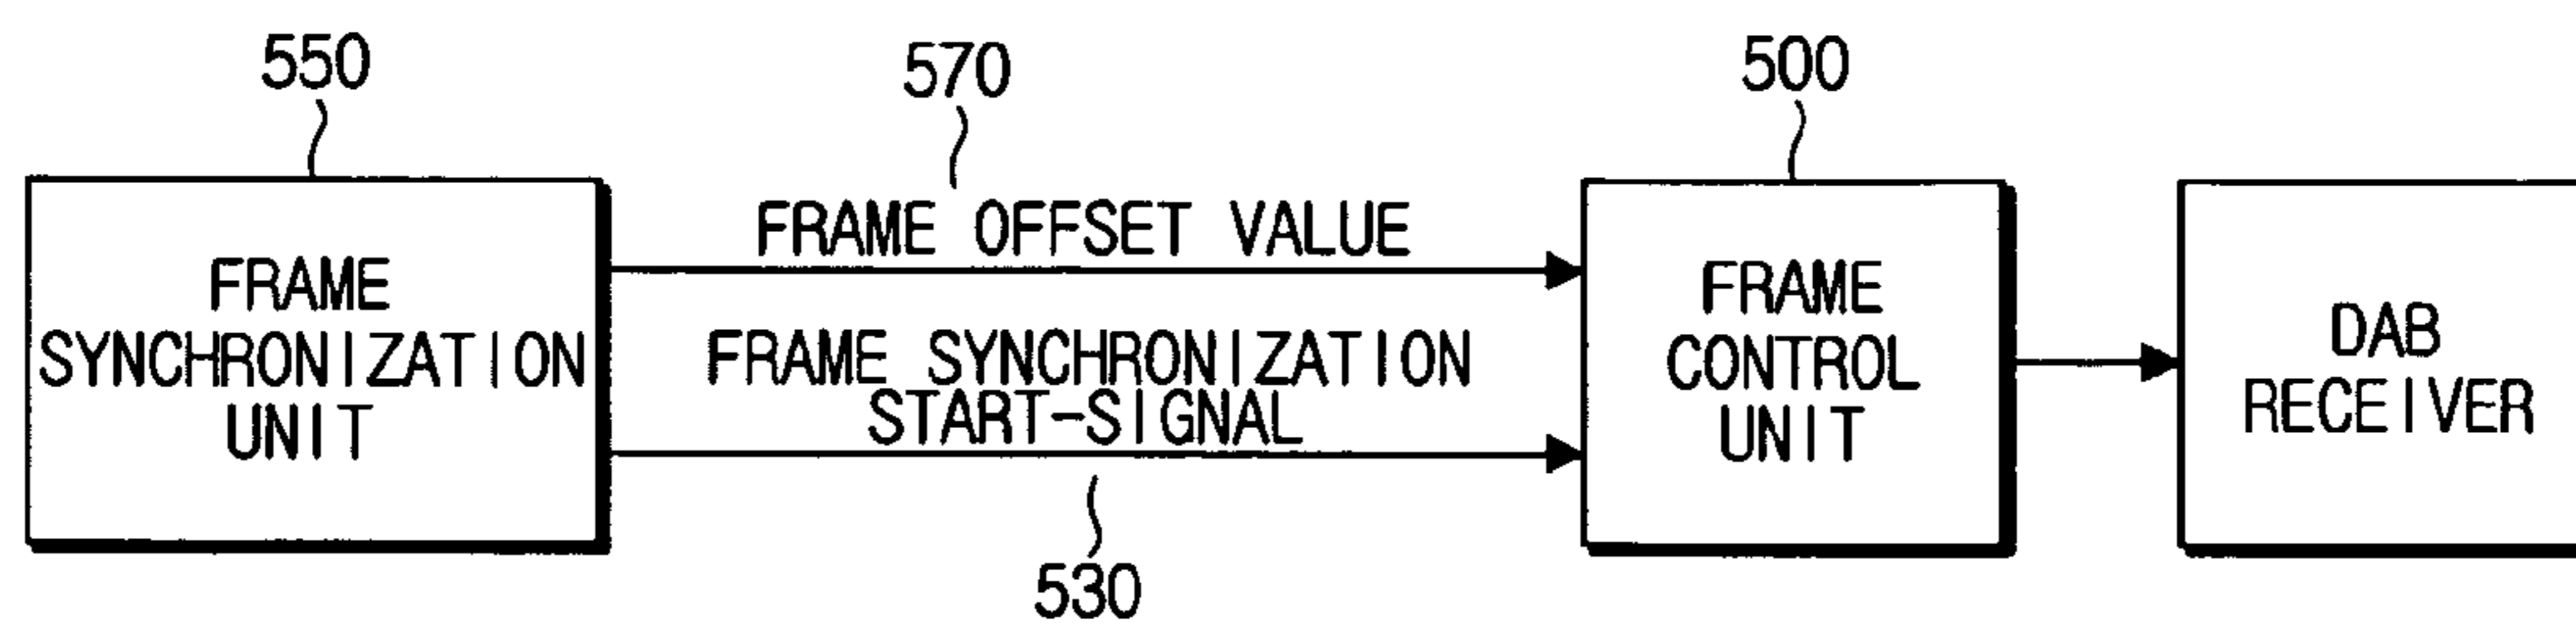 550
570
500
FRAME OFFSET VALUE
FRAME
SYNCHRONIZATION
UNIT
FRAME SYNCHRONIZATION
START-SIGNAL
FRAME
CONTROL
UNIT
DAB
RECEIVER
530